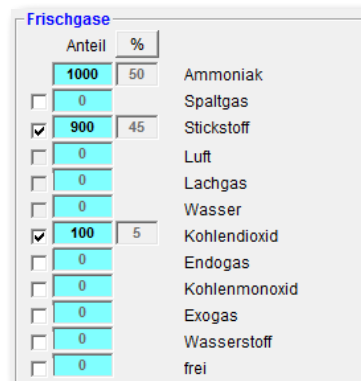 Frischgase
Anteil %
1000 50 Ammoniak
0 Spaltgas
900 45 Stickstoff
0 Luft
0 Lachgas
0 Wasser
100 5 Kohlendioxid
0 Endogas
0 Kohlenmonoxid
0 Exogas
0 Wasserstoff
0 frei